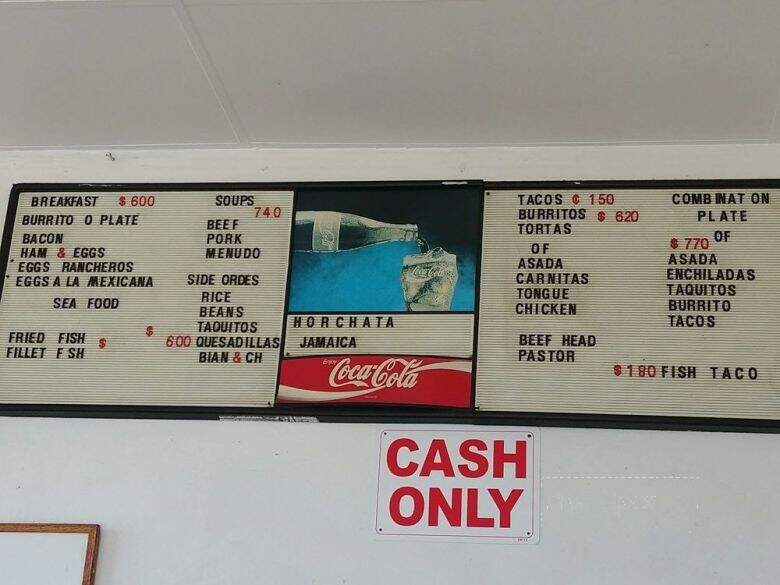 BREAKFAST $ 600
BURRITO O PLATE
BACON
HAM & EGGS
EGGS RANCHEROS
EGGS A LA MEXICANA
SEA FOOD
$
FRIED FISH $
FILLET F SH
SOUPS
740
BEEF
PORK
MENUDO
SIDE ORDES
RICE
BEANS
TAQUITOS
600 QUESADILLAS
BIAN & CH
Coca-Cola
HORCHATA
JAMAICA
Enjoy
Coca-Cola
TACOS ¢ 150
BURRITOS $ 620
TORTAS
OF
ASADA
CARNITAS
TONGUE
CHICKEN
BEEF HEAD
PASTOR
COMBINAT ON
PLATE
OF
$ 770
ASADA
ENCHILADAS
TAQUITOS
BURRITO
TACOS
$180 FISH TACO
CASH
ONLY